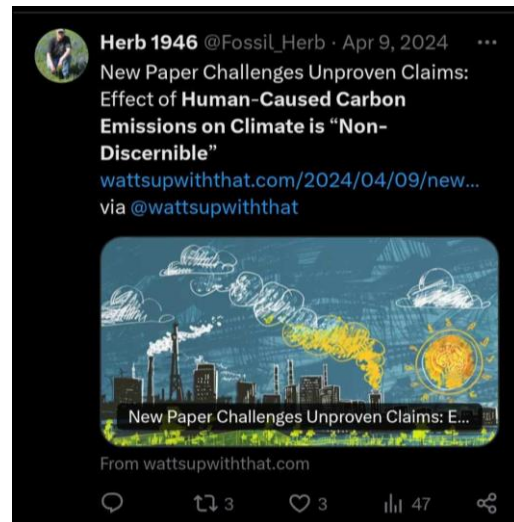 Herb 1946 @Fossil_Herb · Apr 9, 2024 ...
New Paper Challenges Unproven Claims:
Effect of Human-Caused Carbon
Emissions on Climate is “Non-
Discernible”
wattsupwiththat.com/2024/04/09/new...
via @wattsupwiththat
New Paper Challenges Unproven Claims: E...
From wattsupwiththat.com
3 3 47